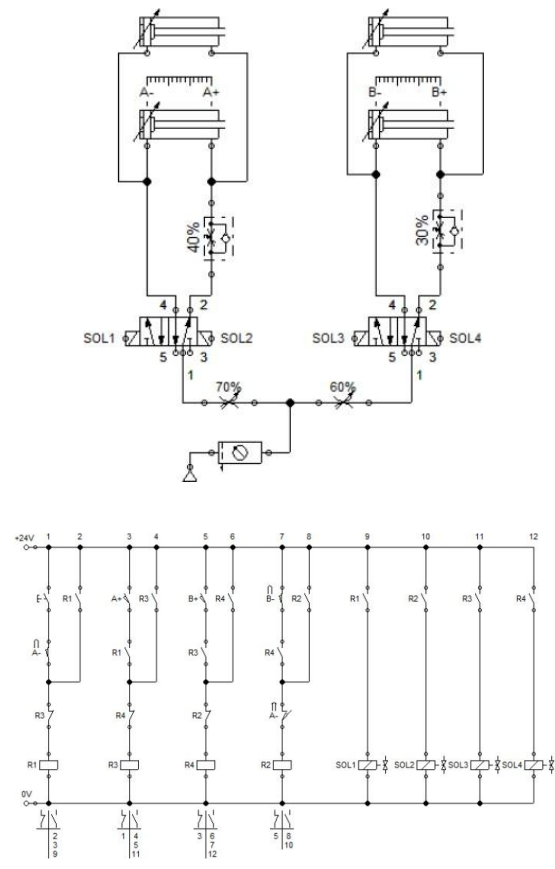 A- A+ B- B+
40% 30%
4 2 4 2
SOL1 SOL2 SOL3 SOL4
5 3 5 3
1 1
70% 60%
1 2 3 4 5 6 7 8 9 10 11 12
+24V
R1 A+ R3 B+ R4 B- R2 R1 R2 R3 R4
A- R1 R3 R4
R3 R4 R2 A-
R1 R3 R4 R2 SOL1 SOL2 SOL3 SOL4
0V
2 1 4 3 6 5 8
3 5 7 10
9 11 12